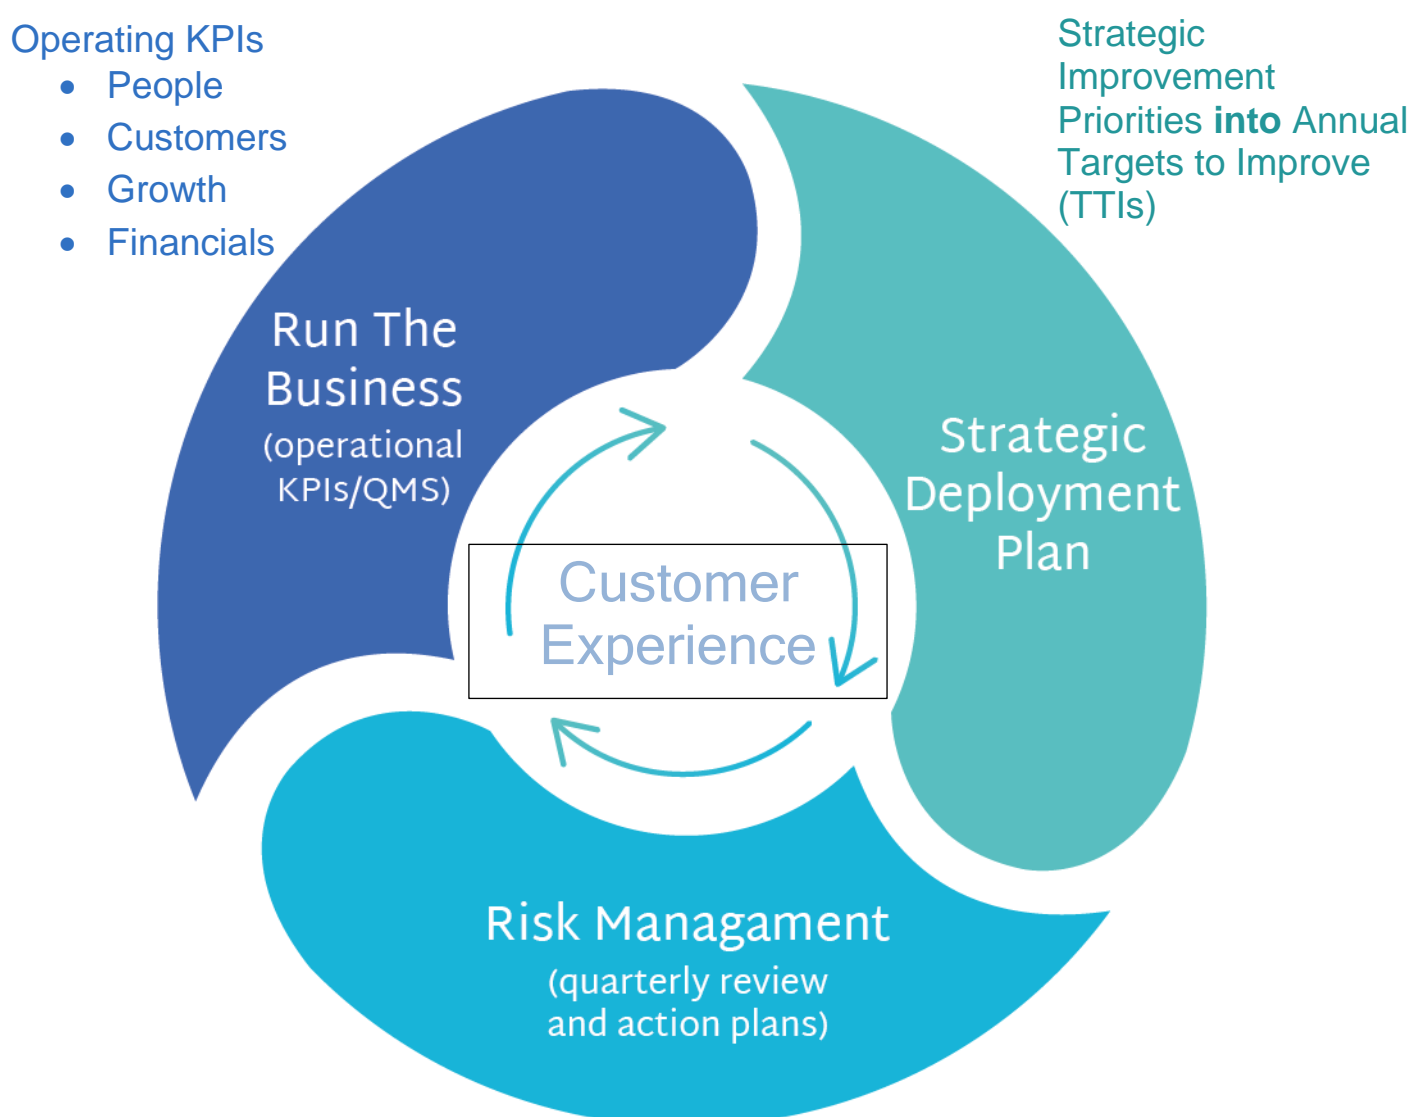 Operating KPIs
• People
• Customers
• Growth
• Financials
Strategic
Improvement
Priorities into Annual
Targets to Improve
(TTIs)
Run The
Business
(operational
KPIs/QMS)
Strategic
Deployment
Plan
Customer
Experience
Risk Managament
(quarterly review
and action plans)